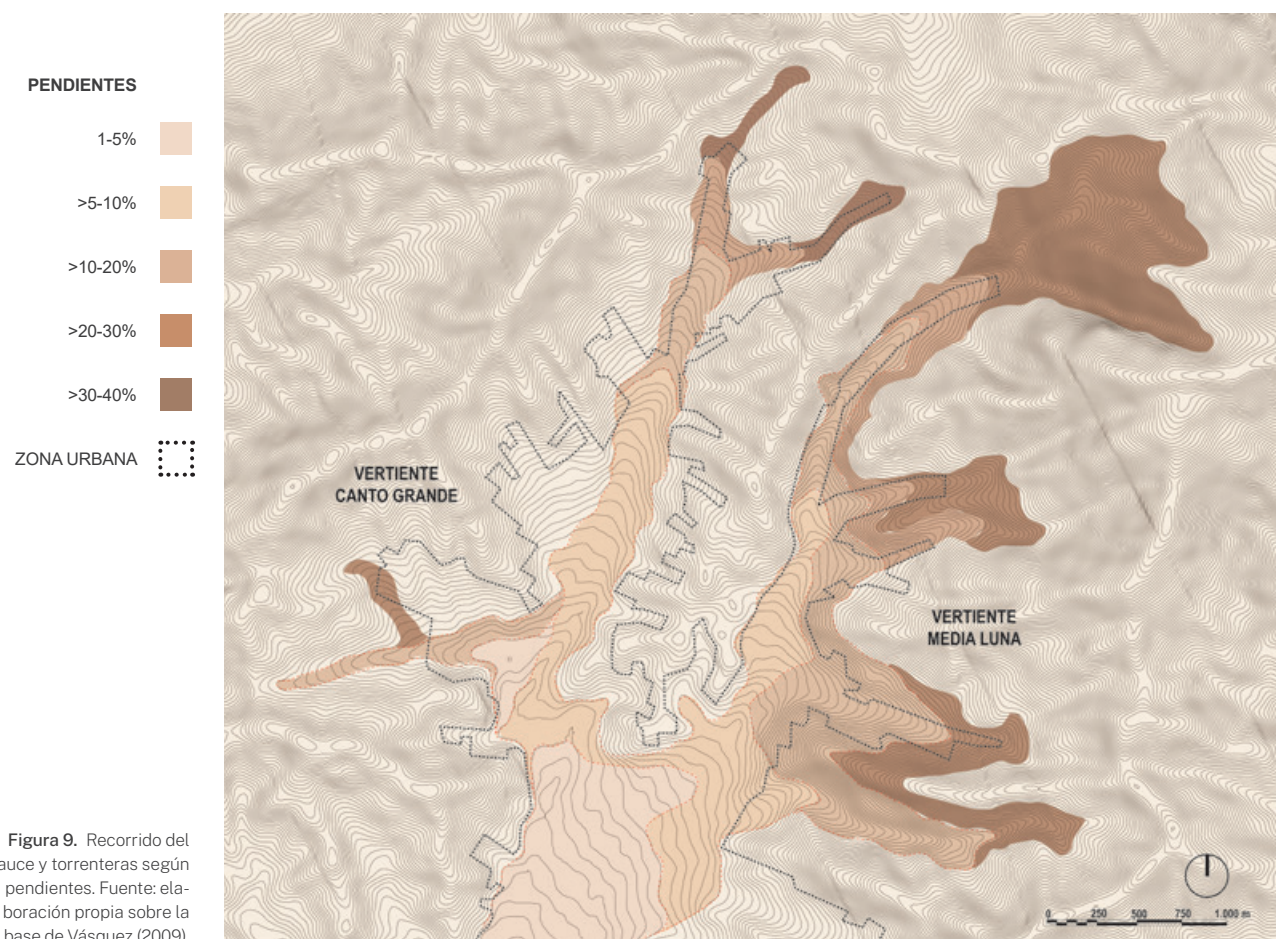 PENDIENTES
1-5%
>5-10%
>10-20%
>20-30%
>30-40%
ZONA URBANA
VERTIENTE
CANTO GRANDE
VERTIENTE
MEDIA LUNA
0 250 500 750 1.000 m
Figura 9. Recorrido del
auce y torrenteras según
pendientes. Fuente: ela-
boración propia sobre la
base de Vásquez (2009).